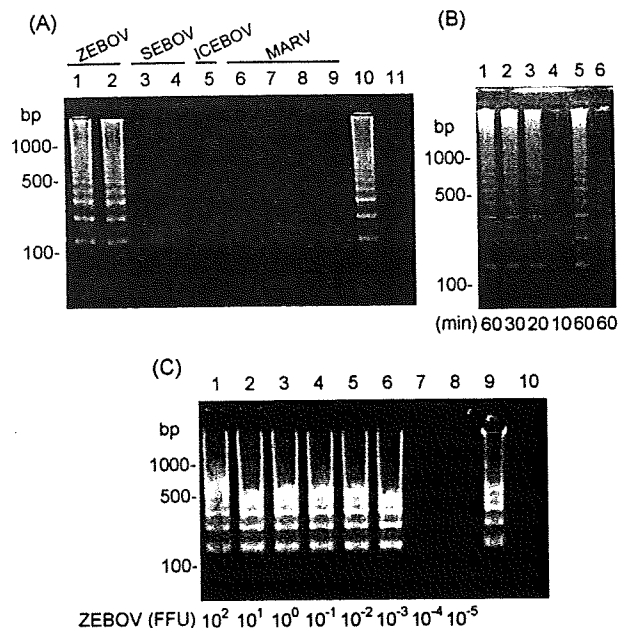 (A)
ZEBOV SEBOV ICEBOV MARV
1 2 3 4 5 6 7 8 9 10 11
bp
1000-
500-
100-
(B)
1 2 3 4 5 6
bp
1000-
500-
100-
(min) 60 30 20 10 60 60
(C)
1 2 3 4 5 6 7 8 9 10
bp
1000-
500-
100-
ZEBOV (FFU) 10² 10¹ 10⁰ 10⁻¹ 10⁻² 10⁻³ 10⁻⁴ 10⁻⁵